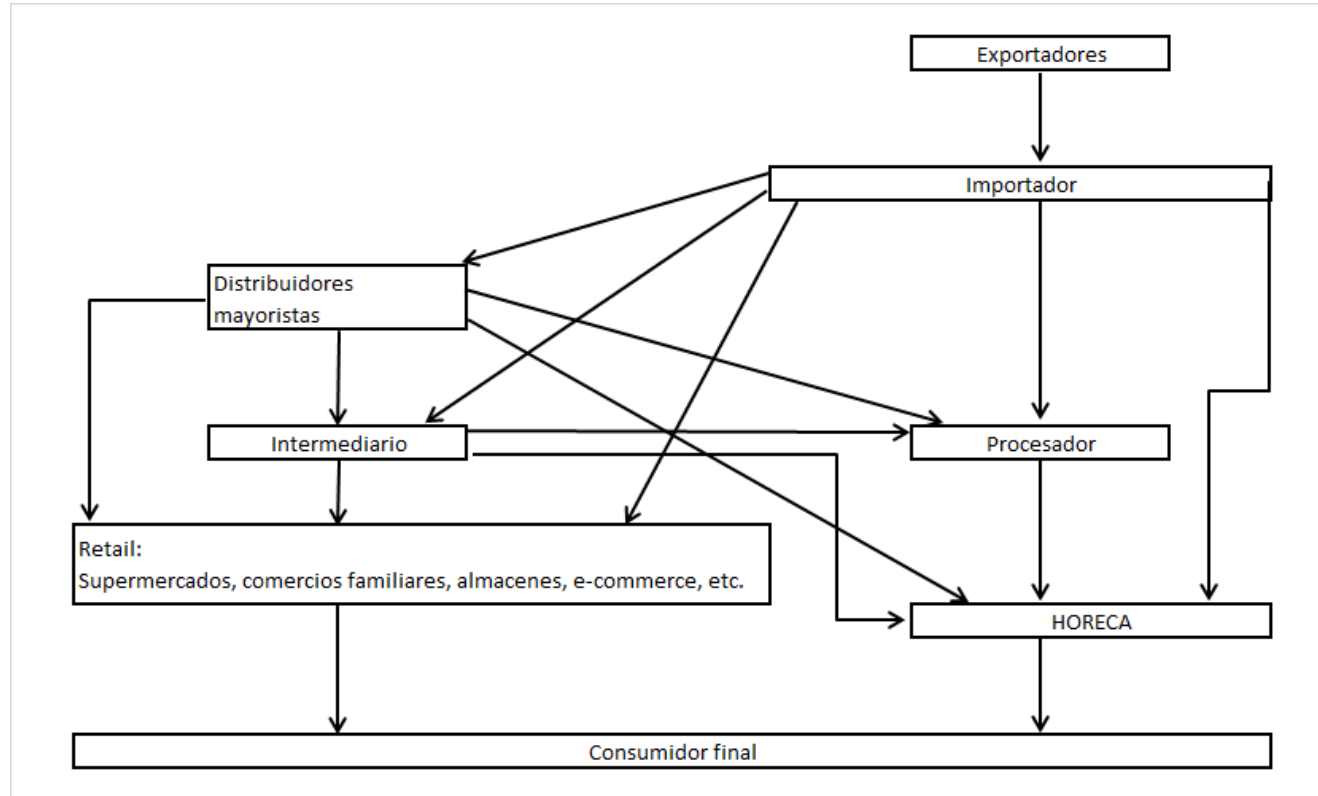 Exportadores
Importador
Distribuidores
mayoristas
Intermediario
Procesador
Retail:
Supermercados, comercios familiares, almacenes, e-commerce, etc.
HORECA
Consumidor final